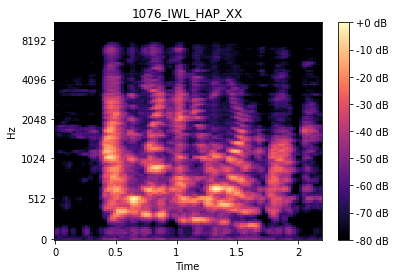 1076_IWL_HAP_XX
8192
4096
2048
1024
512
0
Hz
0
0.5
1
1.5
2
Time
+0 dB
-10 dB
-20 dB
-30 dB
-40 dB
-50 dB
-60 dB
-70 dB
-80 dB